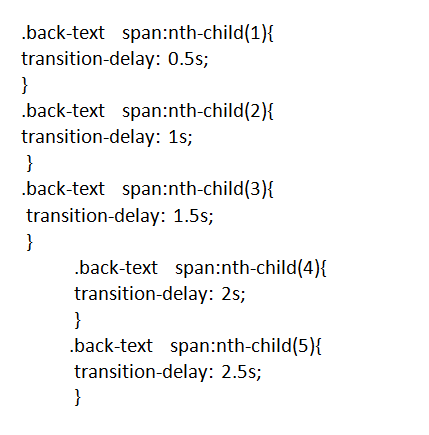 .back-text   span:nth-child(1){
transition-delay: 0.5s;
}
.back-text   span:nth-child(2){
transition-delay: 1s;
}
.back-text   span:nth-child(3){
transition-delay: 1.5s;
}
.back-text   span:nth-child(4){
transition-delay: 2s;
}
.back-text   span:nth-child(5){
transition-delay: 2.5s;
}